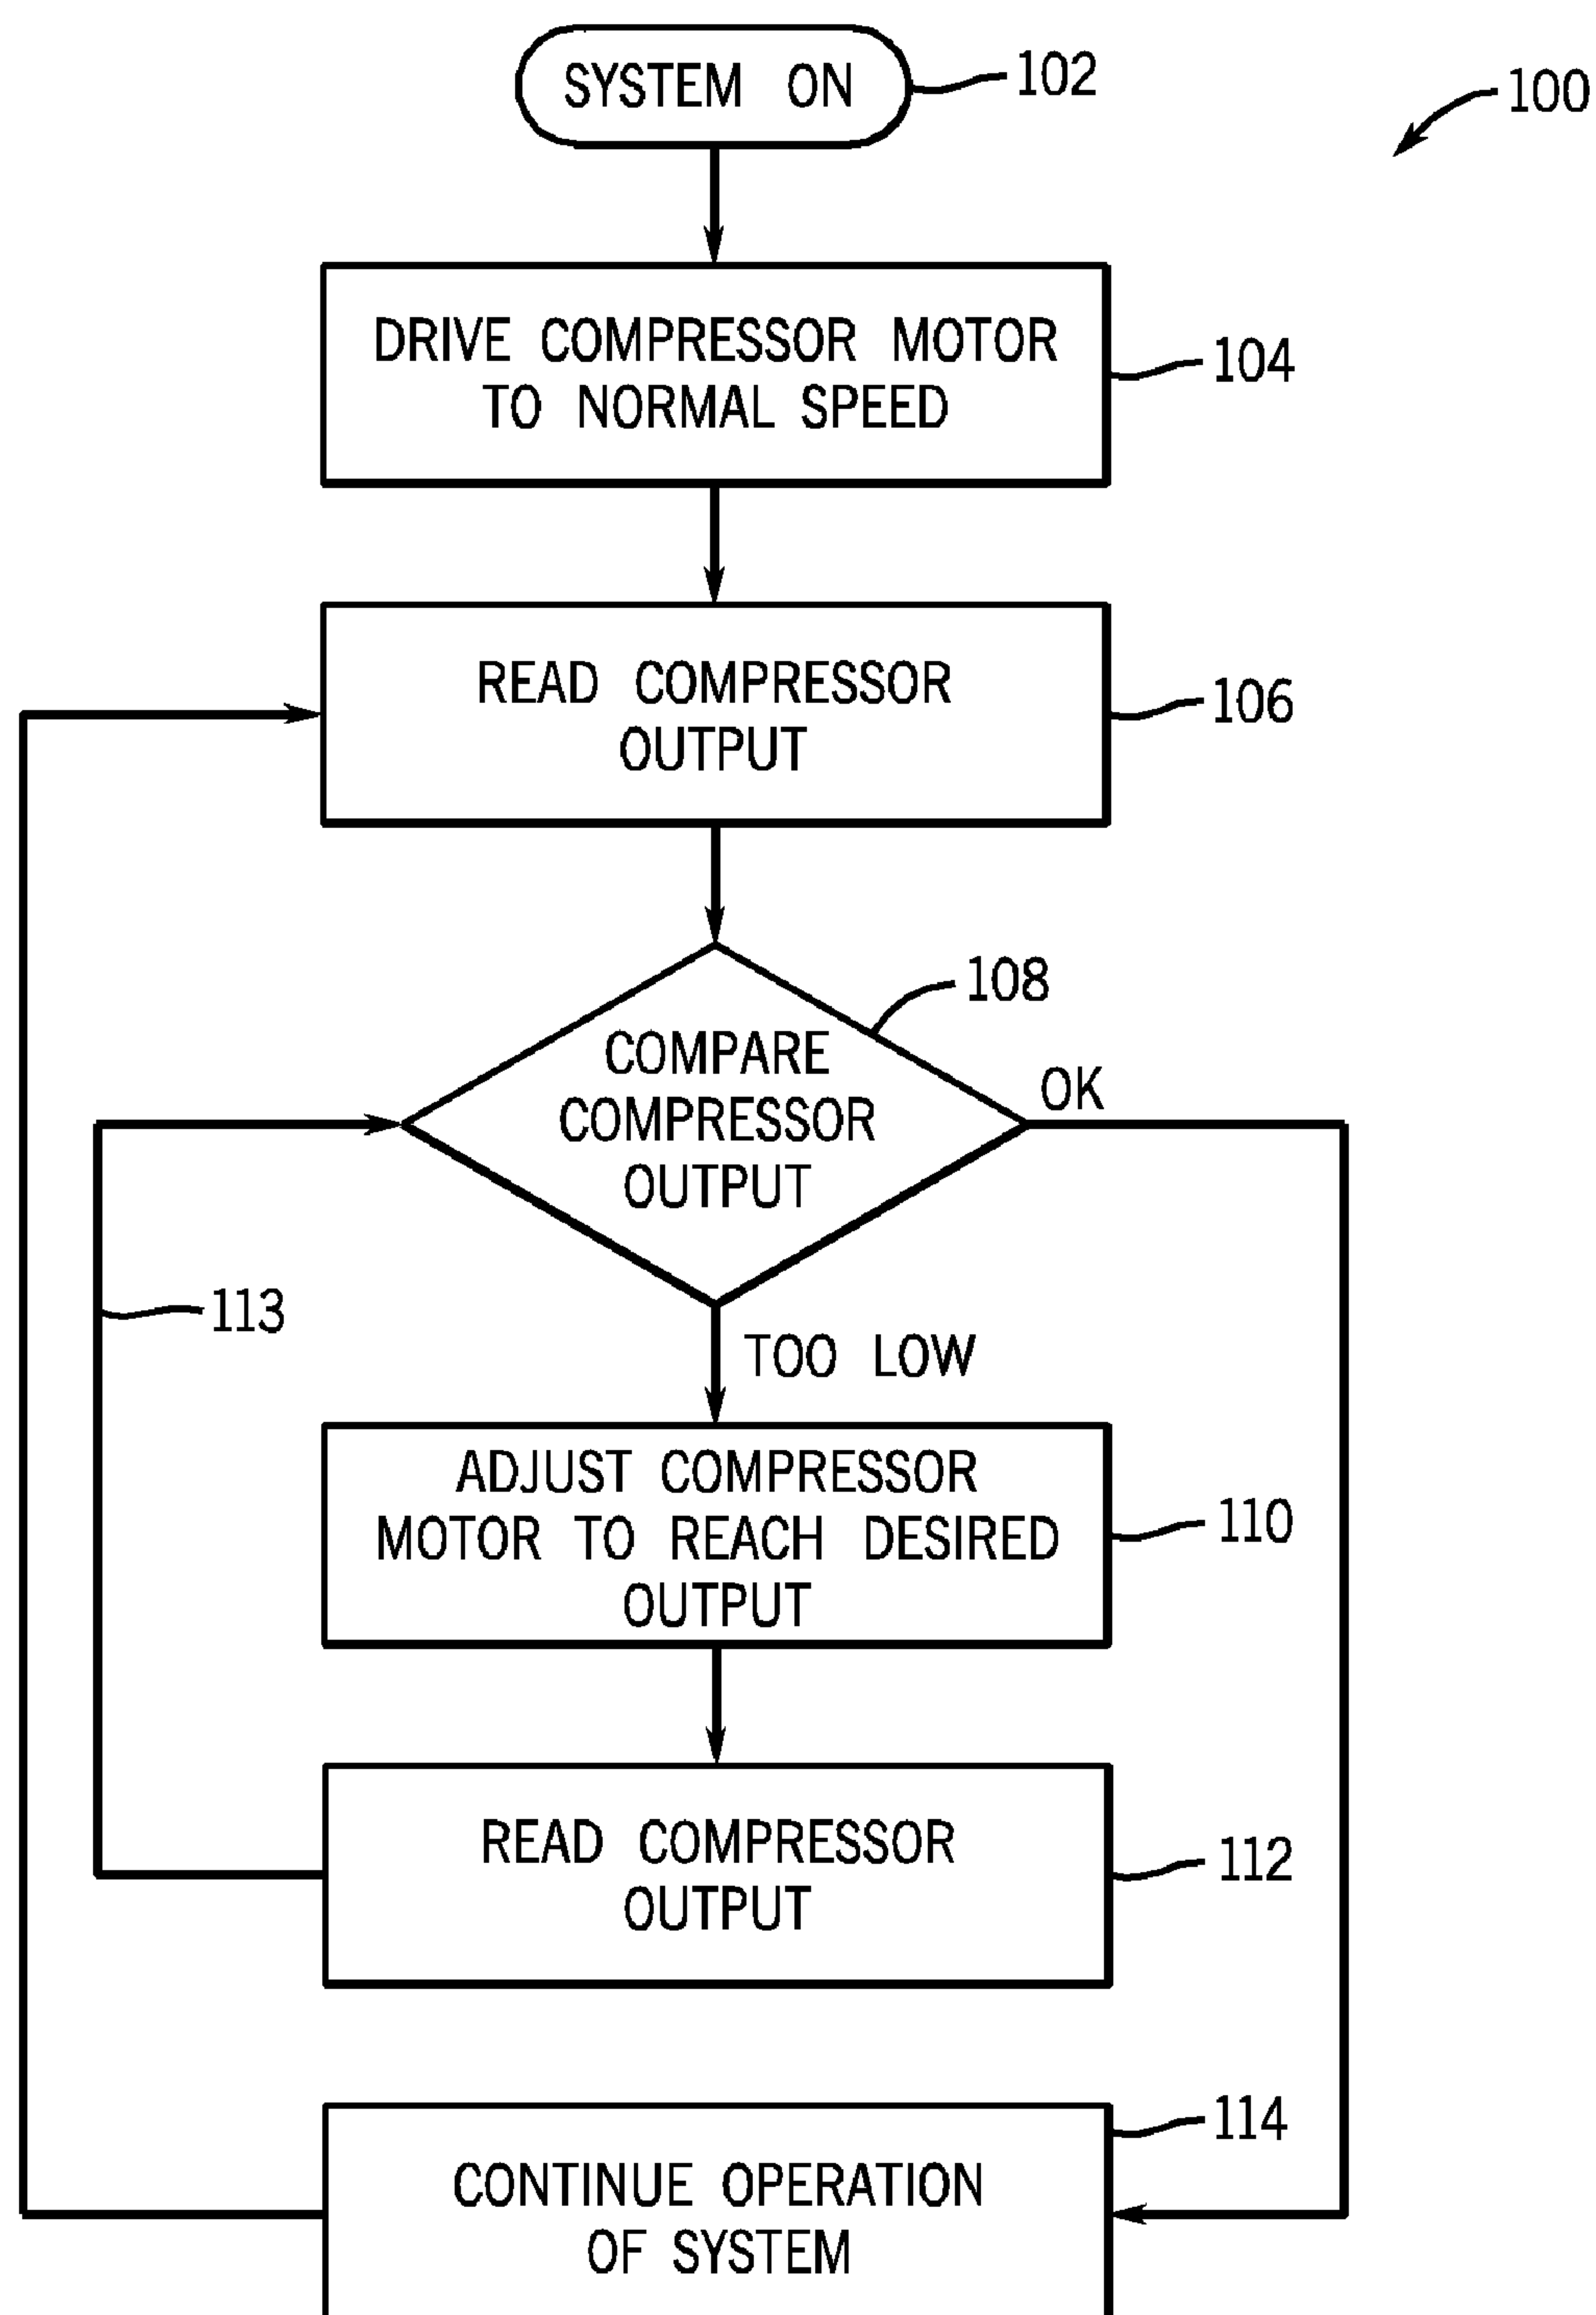 SYSTEM ON
102
100
DRIVE COMPRESSOR MOTOR
TO NORMAL SPEED
104
READ COMPRESSOR
OUTPUT
106
108
COMPARE
COMPRESSOR
OUTPUT
OK
113
TOO LOW
ADJUST COMPRESSOR
MOTOR TO REACH DESIRED
OUTPUT
110
READ COMPRESSOR
OUTPUT
112
114
CONTINUE OPERATION
OF SYSTEM